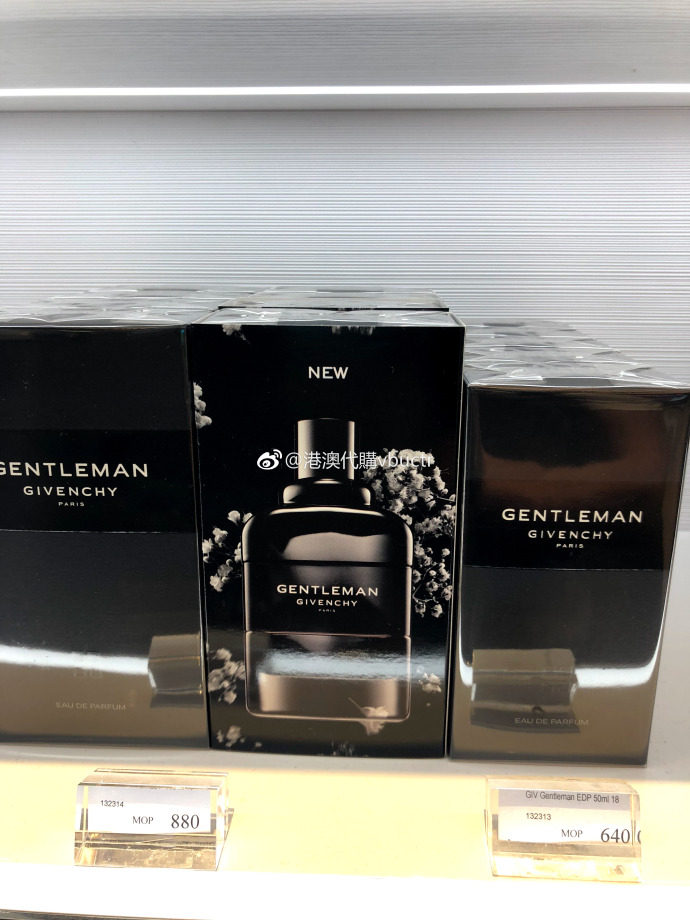 NEW
@港澳代購vbuctr
GENTLEMAN
GIVENCHY
PARIS
EAU DE PARFUM
GENTLEMAN
GIVENCHY
PARIS
GENTLEMAN
GIVENCHY
PARIS
EAU DE PARFUM
132314
MOP 880
GIV Gentleman EDP 50ml 18
132313
MOP 640